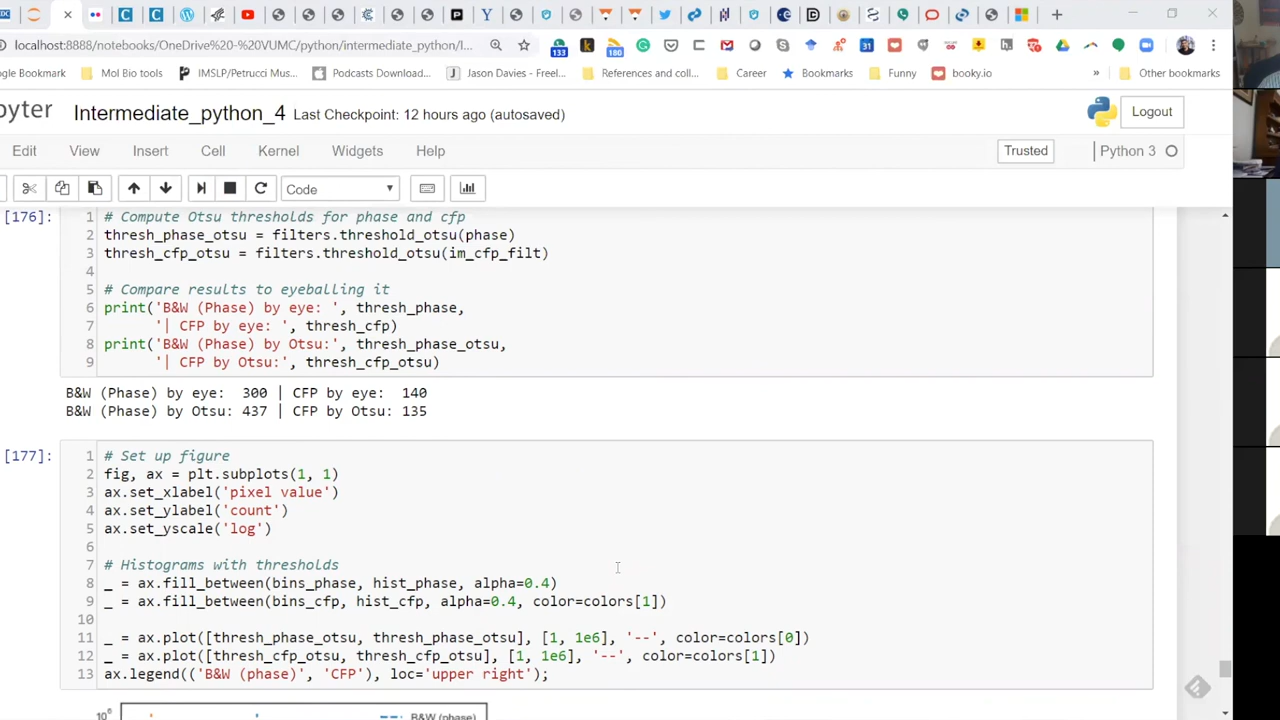 localhost:8888/notebooks/OneDrive%20-%20VUMC/python/intermediate_python/I...
133
180
31
ogle Bookmark
Mol Bio tools
IMSLP/Petrucci Mus...
Podcasts Download...
Jason Davies - Freel...
References and coll...
Career
Bookmarks
Funny
booky.io
»
Other bookmarks
yter
Intermediate_python_4
Last Checkpoint: 12 hours ago (autosaved)
Logout
Edit
View
Insert
Cell
Kernel
Widgets
Help
Trusted
Python 3
Code
[176]:
1 # Compute Otsu thresholds for phase and cfp
2 thresh_phase_otsu = filters.threshold_otsu(phase)
3 thresh_cfp_otsu = filters.threshold_otsu(im_cfp_filt)
4
5 # Compare results to eyeballing it
6 print('B&W (Phase) by eye: ', thresh_phase,
7 '| CFP by eye: ', thresh_cfp)
8 print('B&W (Phase) by Otsu:', thresh_phase_otsu,
9 '| CFP by Otsu:', thresh_cfp_otsu)
B&W (Phase) by eye:  300 | CFP by eye:  140
B&W (Phase) by Otsu: 437 | CFP by Otsu: 135
[177]:
1 # Set up figure
2 fig, ax = plt.subplots(1, 1)
3 ax.set_xlabel('pixel value')
4 ax.set_ylabel('count')
5 ax.set_yscale('log')
6
7 # Histograms with thresholds
8 _ = ax.fill_between(bins_phase, hist_phase, alpha=0.4)
9 _ = ax.fill_between(bins_cfp, hist_cfp, alpha=0.4, color=colors[1])
10
11 _ = ax.plot([thresh_phase_otsu, thresh_phase_otsu], [1, 1e6], '--', color=colors[0])
12 _ = ax.plot([thresh_cfp_otsu, thresh_cfp_otsu], [1, 1e6], '--', color=colors[1])
13 ax.legend(('B&W (phase)', 'CFP'), loc='upper right');
10⁶
B&W (phase)